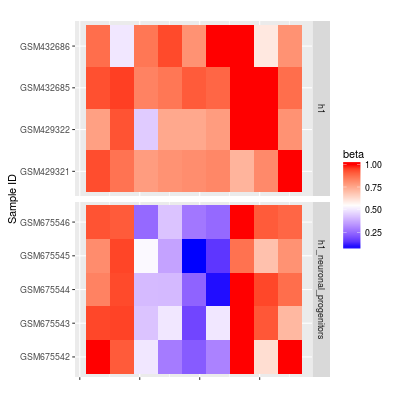 GSM432686
GSM432685
GSM429322
GSM429321
h1
GSM675546
GSM675545
GSM675544
GSM675543
GSM675542
h1_neuronal_progenitors
Sample ID
beta
1.00
0.75
0.50
0.25